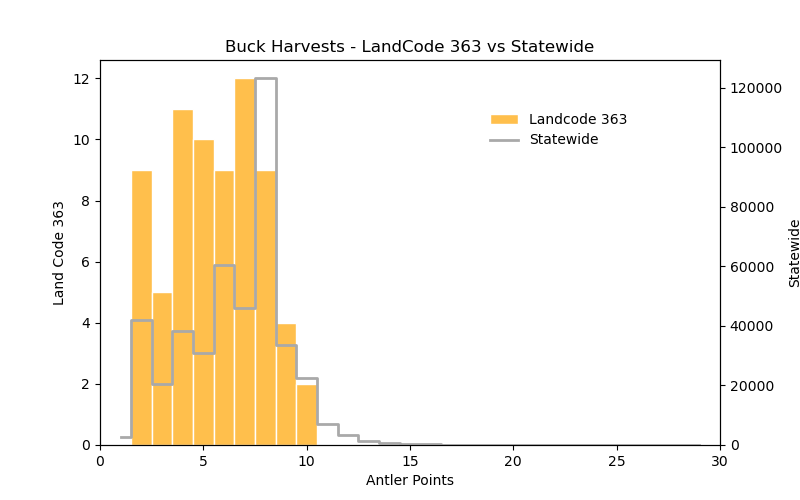 Buck Harvests - LandCode 363 vs Statewide
Land Code 363
12
10
8
6
4
2
0
Landcode 363
Statewide
120000
100000
80000
60000
40000
20000
0
Statewide
0 5 10 15 20 25 30
Antler Points